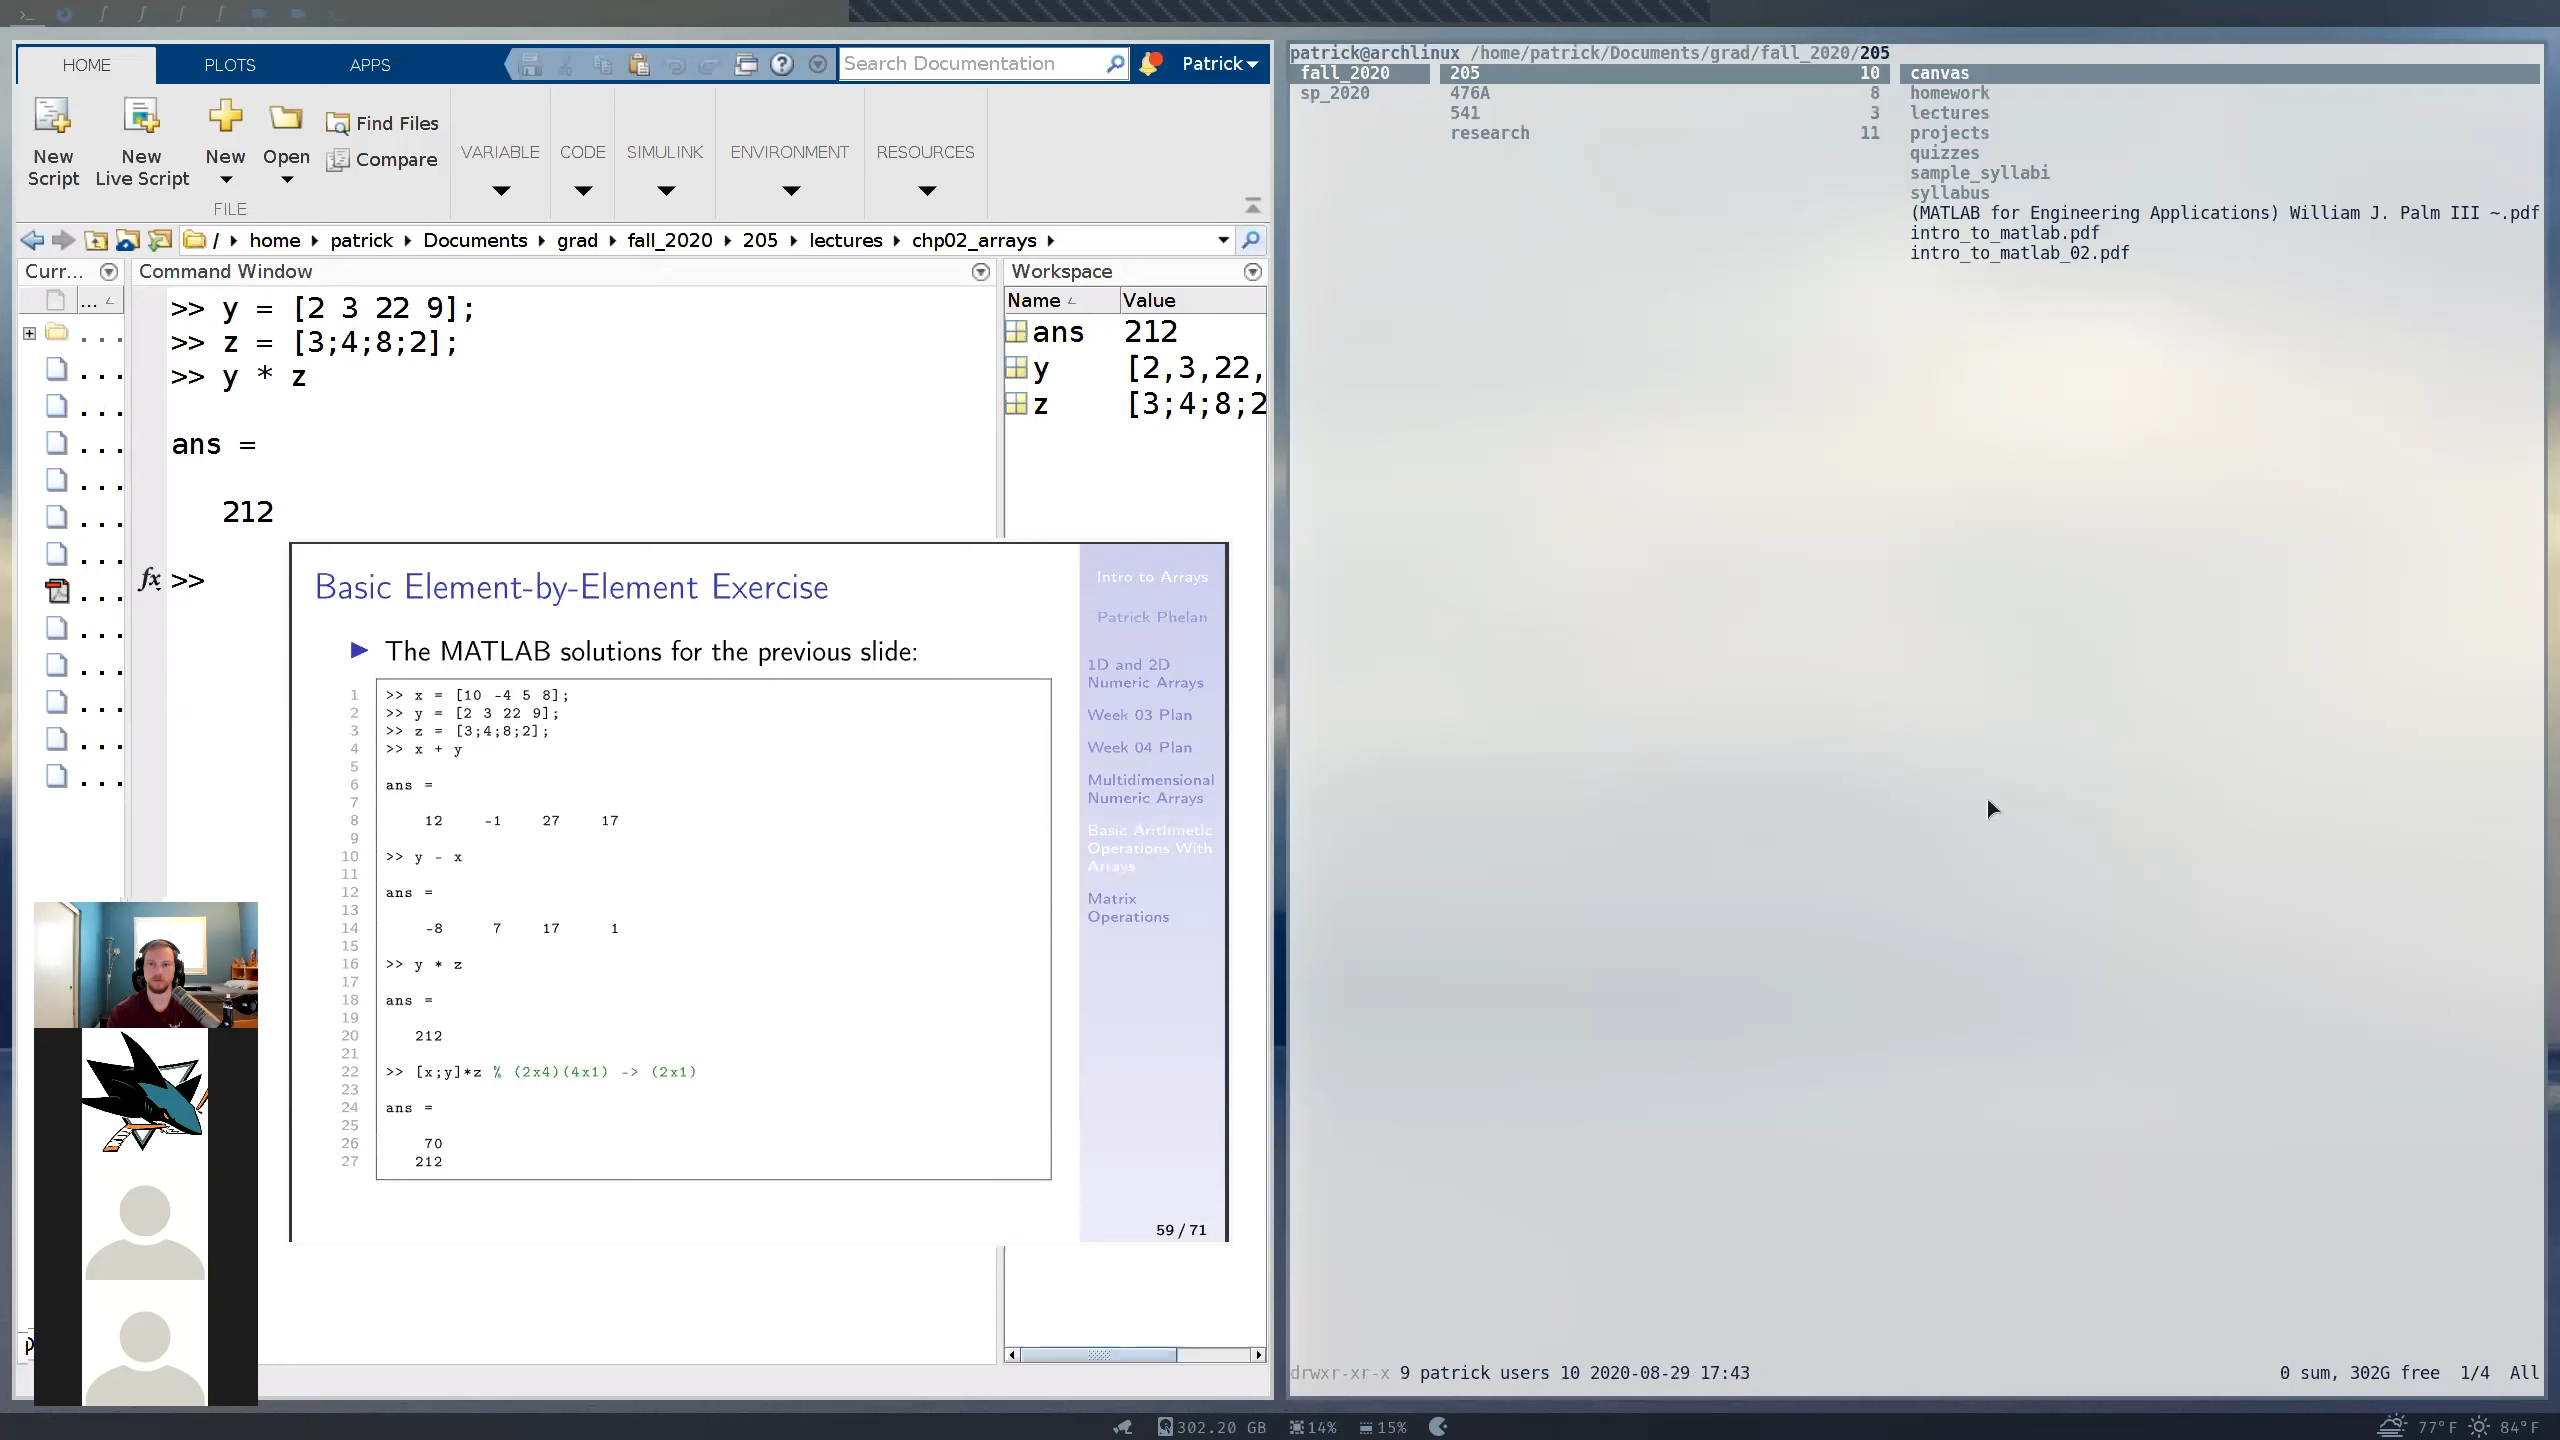 HOME
PLOTS
APPS
Search Documentation
Patrick
New Script
New Live Script
New
Open
Find Files
Compare
FILE
VARIABLE
CODE
SIMULINK
ENVIRONMENT
RESOURCES
/ home patrick Documents grad fall_2020 205 lectures chp02_arrays
Curr...
Command Window
>> y = [2 3 22 9];
>> z = [3;4;8;2];
>> y * z
ans =
212
fx >>
Workspace
Name Value
ans 212
y [2,3,22,
z [3;4;8;2
Basic Element-by-Element Exercise
The MATLAB solutions for the previous slide:
1 >> x = [10 -4 5 8];
2 >> y = [2 3 22 9];
3 >> z = [3;4;8;2];
4 >> x + y
5
6 ans =
7
8 12 -1 27 17
9
10 >> y - x
11
12 ans =
13
14 -8 7 17 1
15
16 >> y * z
17
18 ans =
19
20 212
21
22 >> [x;y]*z % (2x4)(4x1) -> (2x1)
23
24 ans =
25
26 70
27 212
Intro to Arrays
Patrick Phelan
1D and 2D
Numeric Arrays
Week 03 Plan
Week 04 Plan
Multidimensional
Numeric Arrays
Basic Arithmetic
Operations With
Arrays
Matrix
Operations
59 / 71
patrick@archlinux /home/patrick/Documents/grad/fall_2020/205
fall_2020
sp_2020
205 10
476A 8
541 3
research 11
canvas
homework
lectures
projects
quizzes
sample_syllabi
syllabus
(MATLAB for Engineering Applications) William J. Palm III ~.pdf
intro_to_matlab.pdf
intro_to_matlab_02.pdf
drwxr-xr-x 9 patrick users 10 2020-08-29 17:43
0 sum, 302G free 1/4 All
302.20 GB 14% 15%
77°F 84°F